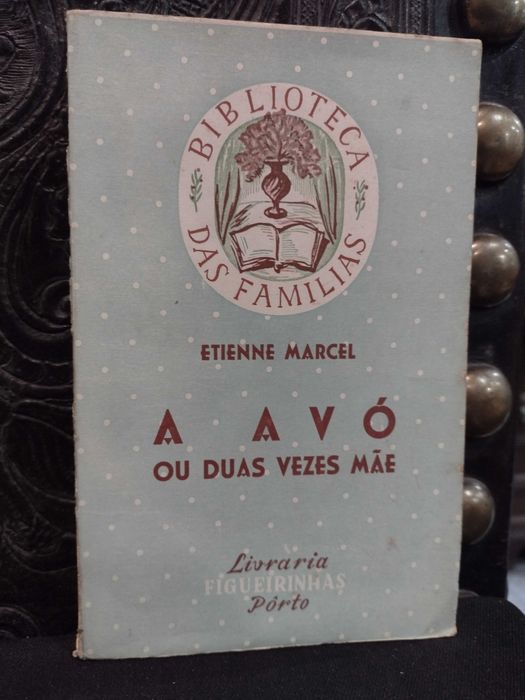 BIBLIOTECA
DAS FAMILIAS
ETIENNE MARCEL
A AVÓ
OU DUAS VEZES MÃE
Livraria
FIGUEIRINHAS
Pôrto